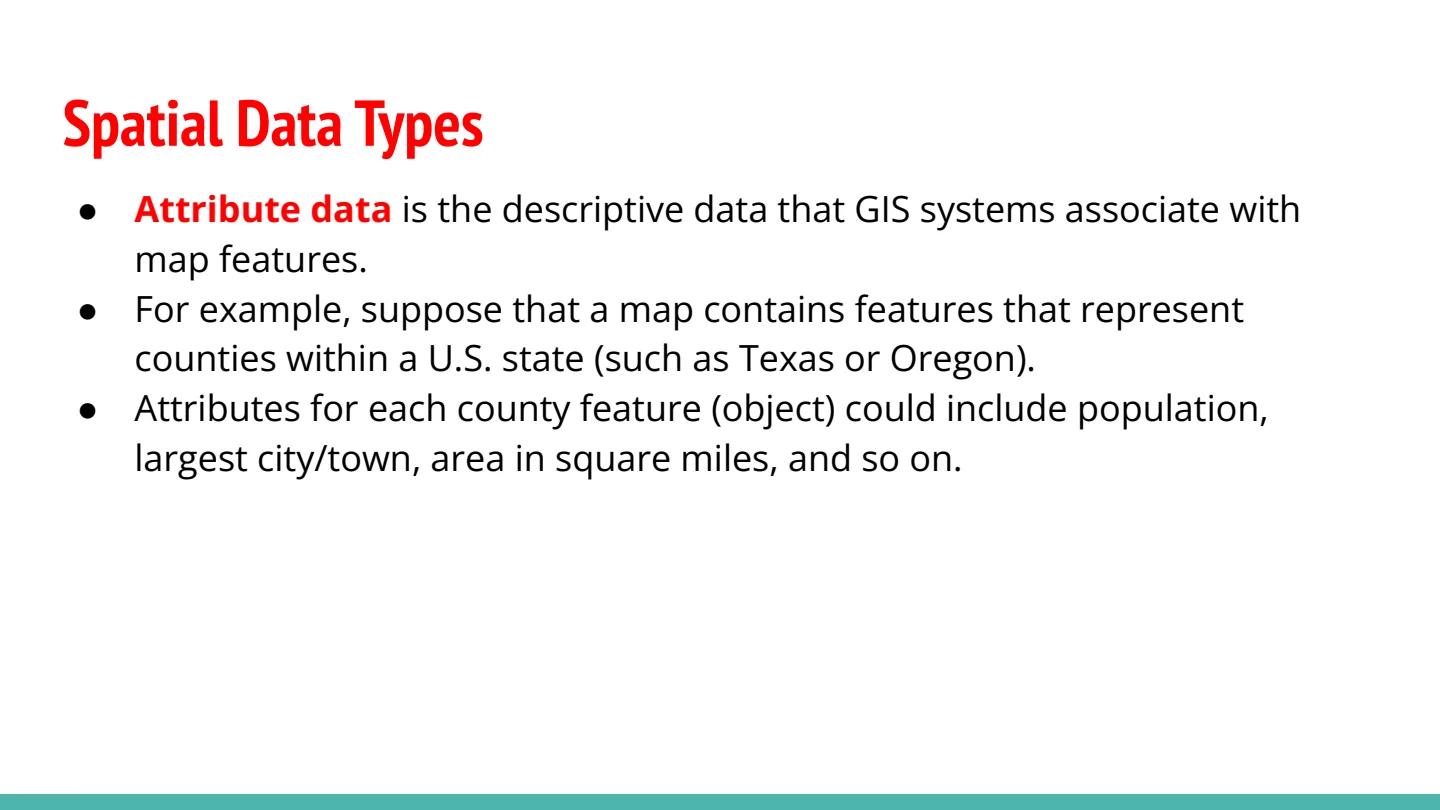 Spatial Data Types
● Attribute data is the descriptive data that GIS systems associate with
map features.
● For example, suppose that a map contains features that represent
counties within a U.S. state (such as Texas or Oregon).
● Attributes for each county feature (object) could include population,
largest city/town, area in square miles, and so on.